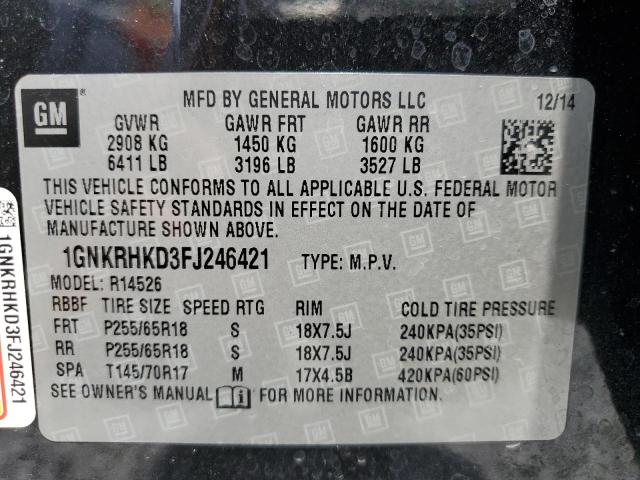 GM
MFD BY GENERAL MOTORS LLC 12/14
GVWR GAWR FRT GAWR RR
2908 KG 1450 KG 1600 KG
6411 LB 3196 LB 3527 LB
THIS VEHICLE CONFORMS TO ALL APPLICABLE U.S. FEDERAL MOTOR
VEHICLE SAFETY STANDARDS IN EFFECT ON THE DATE OF
MANUFACTURE SHOWN ABOVE.
1GNKRHKD3FJ246421 TYPE: M.P.V.
MODEL: R14526
RBBF TIRE SIZE SPEED RTG RIM COLD TIRE PRESSURE
FRT P255/65R18 S 18X7.5J 240KPA(35PSI)
RR P255/65R18 S 18X7.5J 240KPA(35PSI)
SPA T145/70R17 M 17X4.5B 420KPA(60PSI)
SEE OWNER'S MANUAL i FOR MORE INFORMATION.
1GNKRHKD3FJ246421